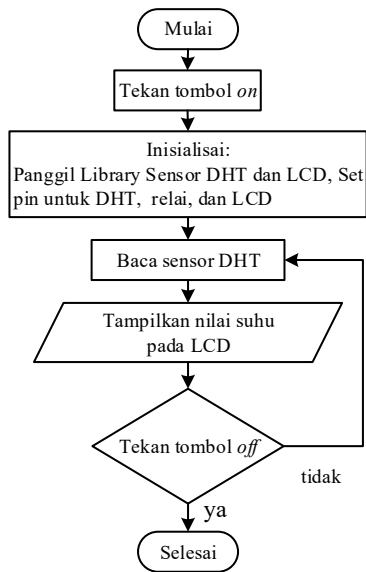 Mulai
Tekan tombol on
Inisialisai:
Panggil Library Sensor DHT dan LCD, Set
pin untuk DHT, relai, dan LCD
Baca sensor DHT
Tampilkan nilai suhu
pada LCD
Tekan tombol off
tidak
ya
Selesai